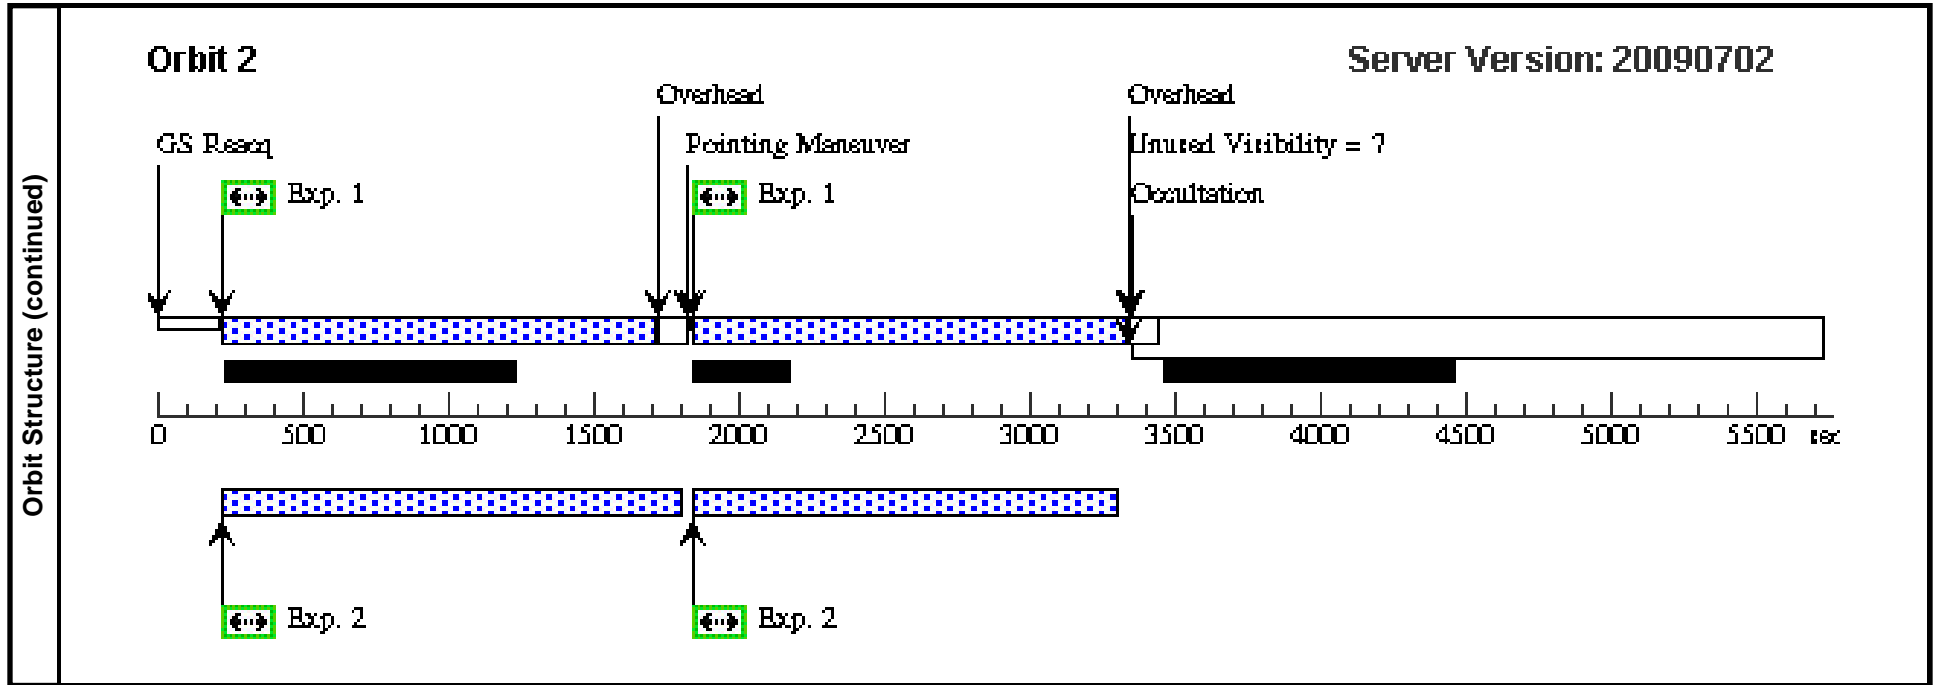 Orbit Structure (continued)
Orbit 2
Server Version: 20090702
Overhead
Overhead
GS Reacq
Pointing Maneuver
Unused Visibility = 7
Exp. 1
Exp. 1
Occultation
0 500 1000 1500 2000 2500 3000 3500 4000 4500 5000 5500 sec
Exp. 2
Exp. 2